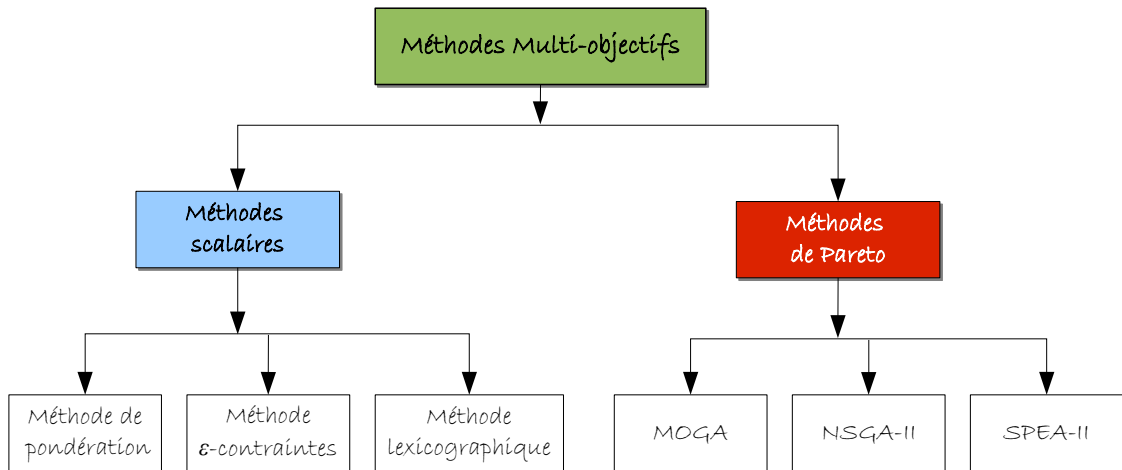 Méthodes Multi-objectifs
Méthodes
scalaires
Méthodes
de Pareto
Méthode de
pondération
Méthode
ε-contraintes
Méthode
lexicographique
MOGA
NSGA-II
SPEA-II